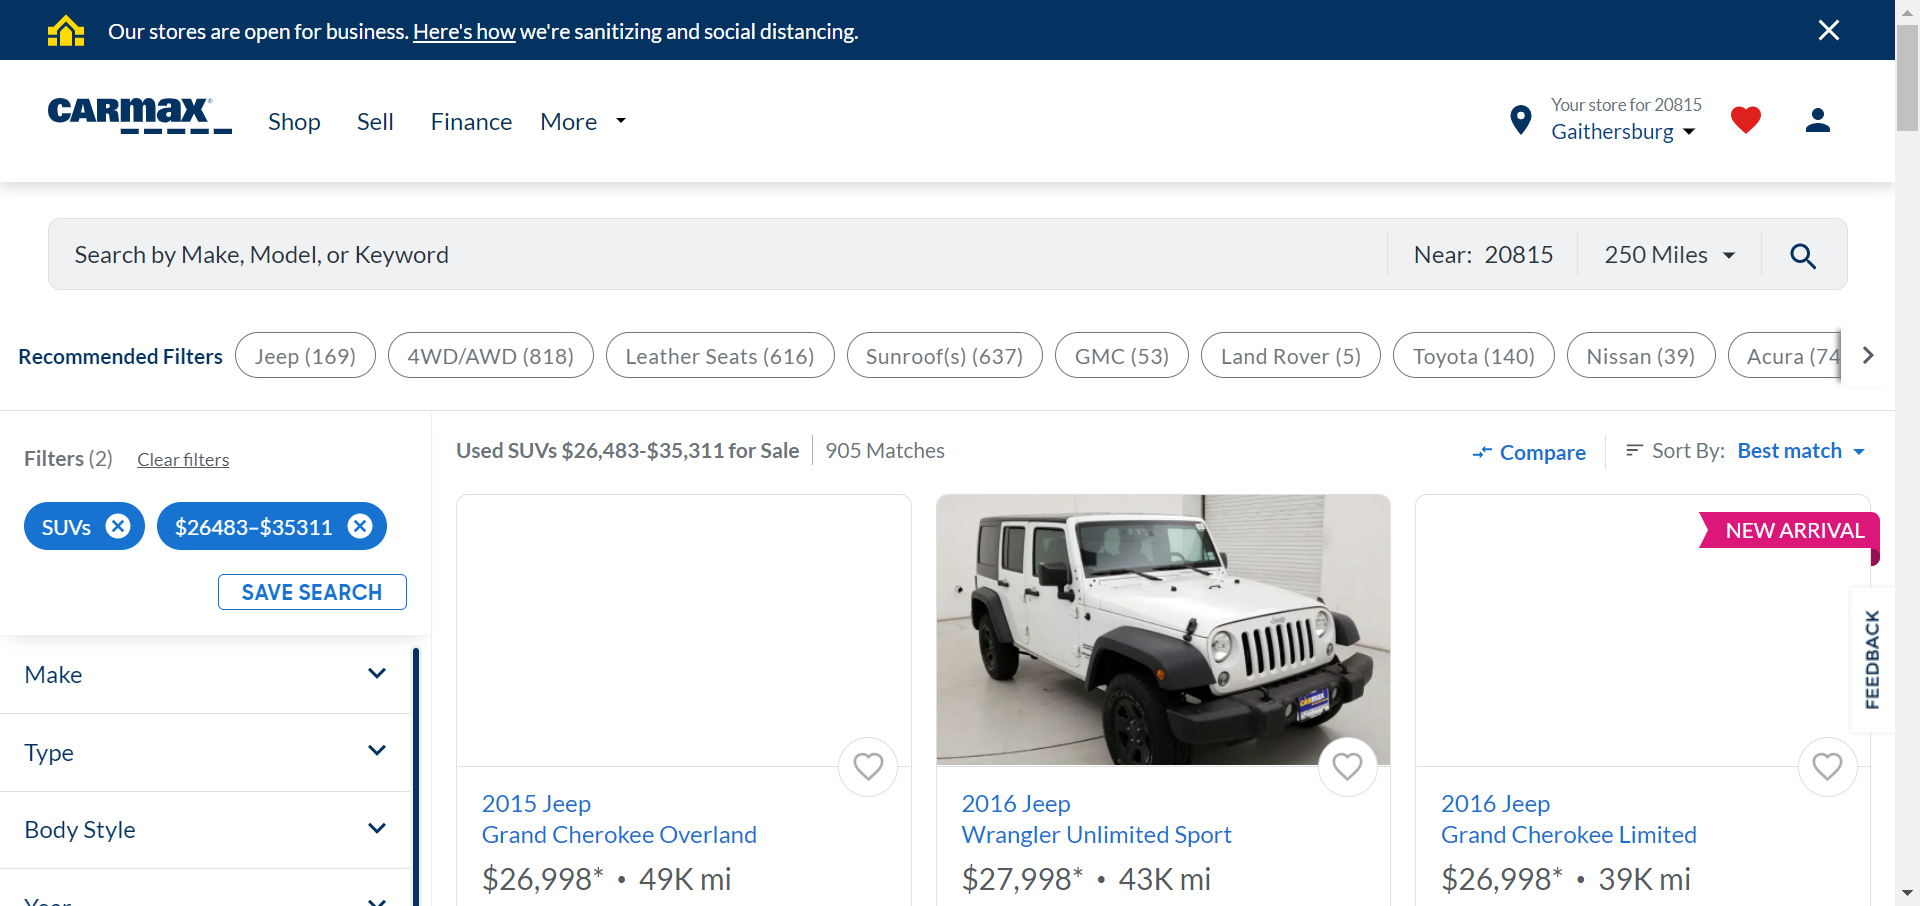 Our stores are open for business. Here's how we're sanitizing and social distancing.
CARMAX
Shop
Sell
Finance
More
Your store for 20815
Gaithersburg
Search by Make, Model, or Keyword
Near: 20815
250 Miles
Recommended Filters
Jeep (169)
4WD/AWD (818)
Leather Seats (616)
Sunroof(s) (637)
GMC (53)
Land Rover (5)
Toyota (140)
Nissan (39)
Acura (74
Filters (2)
Clear filters
SUVs
$26483–$35311
SAVE SEARCH
Make
Type
Body Style
Year
Used SUVs $26,483-$35,311 for Sale
905 Matches
Compare
Sort By: Best match
NEW ARRIVAL
FEEDBACK
Jeep
CARMAX
2015 Jeep
Grand Cherokee Overland
$26,998* • 49K mi
2016 Jeep
Wrangler Unlimited Sport
$27,998* • 43K mi
2016 Jeep
Grand Cherokee Limited
$26,998* • 39K mi